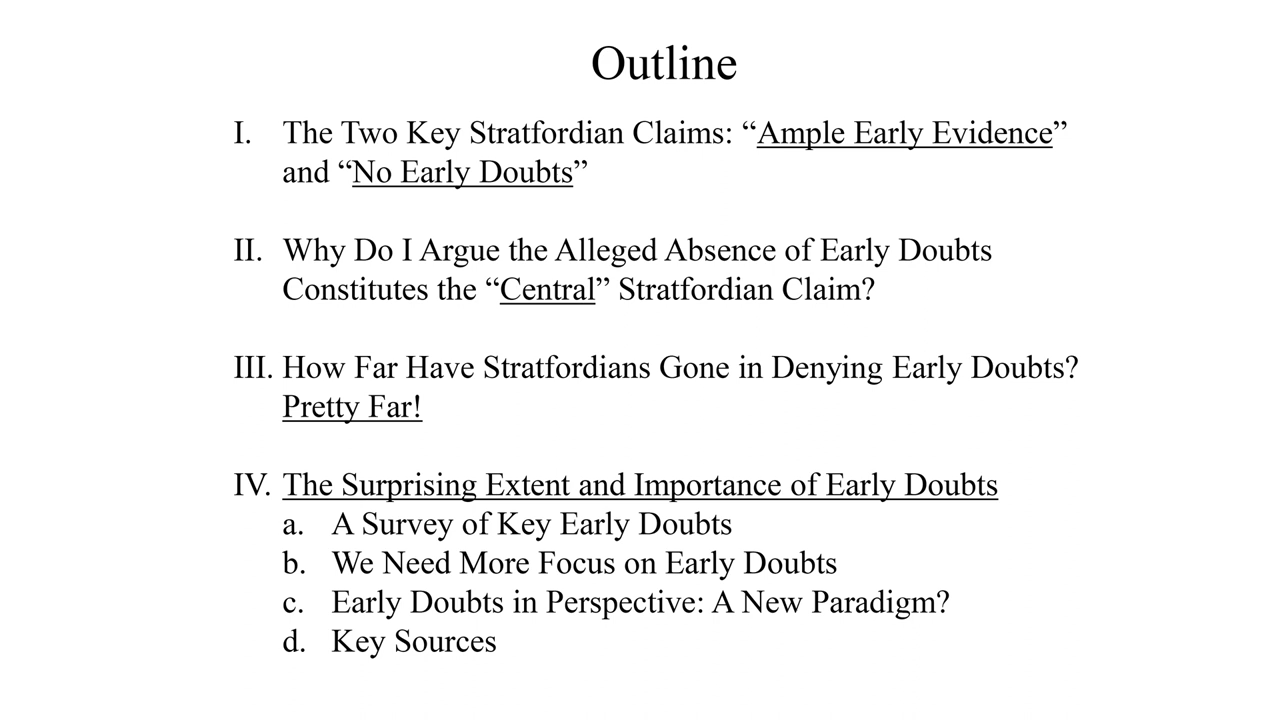 Outline
I. The Two Key Stratfordian Claims: “Ample Early Evidence”
and “No Early Doubts”
II. Why Do I Argue the Alleged Absence of Early Doubts
Constitutes the “Central” Stratfordian Claim?
III. How Far Have Stratfordians Gone in Denying Early Doubts?
Pretty Far!
IV. The Surprising Extent and Importance of Early Doubts
a. A Survey of Key Early Doubts
b. We Need More Focus on Early Doubts
c. Early Doubts in Perspective: A New Paradigm?
d. Key Sources